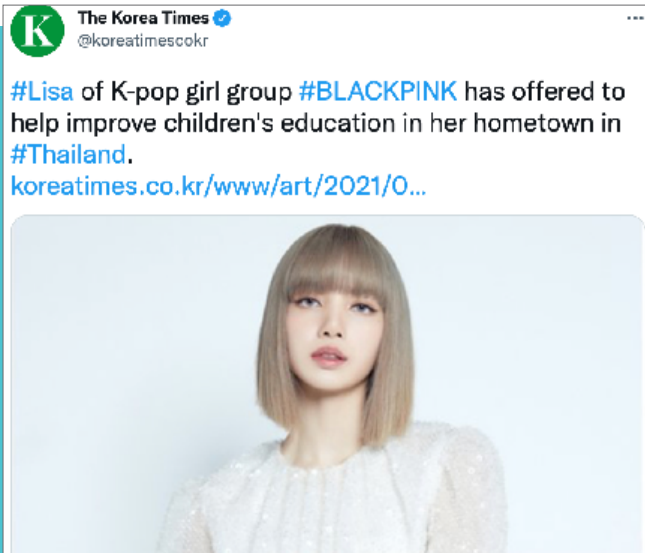 K
The Korea Times
@koreatimescokr
#Lisa of K-pop girl group #BLACKPINK has offered to
help improve children's education in her hometown in
#Thailand.
koreatimes.co.kr/www/art/2021/0...